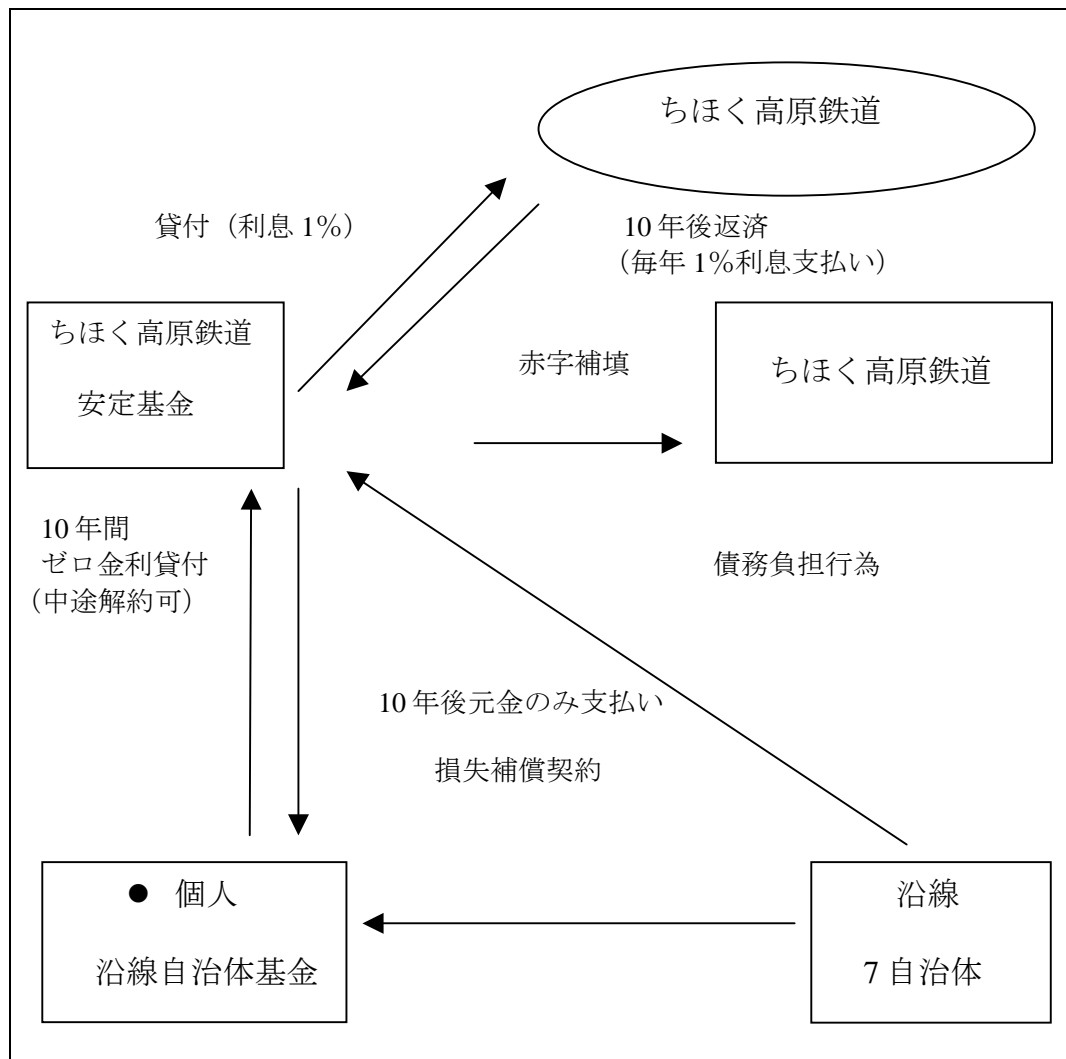 ちほく高原鉄道
貸付（利息 1％）
10 年後返済
（毎年 1％利息支払い）
ちほく高原鉄道
安定基金
赤字補填
ちほく高原鉄道
10 年間
ゼロ金利貸付
（中途解約可）
債務負担行為
10 年後元金のみ支払い
損失補償契約
● 個人
沿線自治体基金
沿線
7 自治体